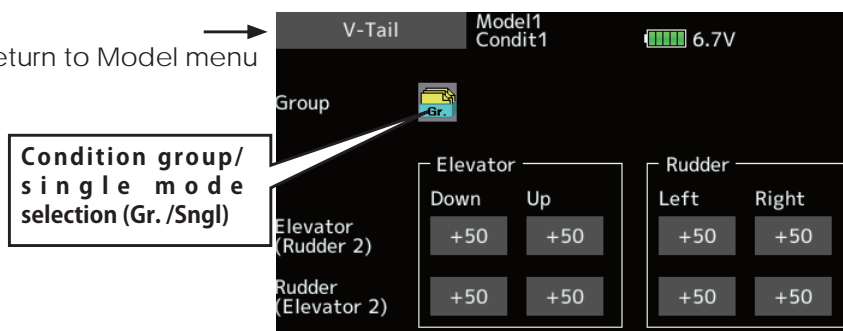 V-Tail
Model1
Condit1
6.7V
eturn to Model menu
Group
Gr.
Condition group/
single mode
selection (Gr. /Sngl)
Elevator
Rudder
Down Up Left Right
Elevator
(Rudder 2)
+50 +50 +50 +50
Rudder
(Elevator 2)
+50 +50 +50 +50